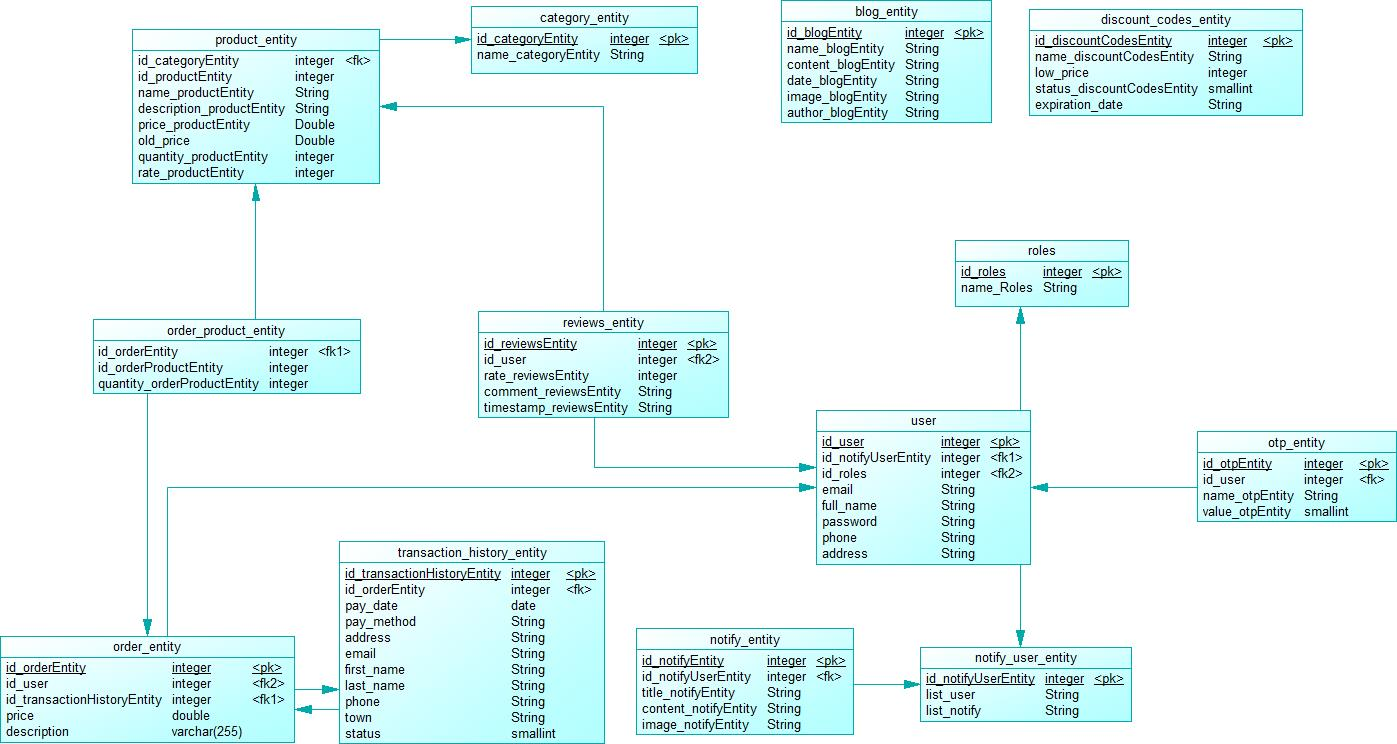 category_entity
id_categoryEntity integer <pk>
name_categoryEntity String
blog_entity
id_blogEntity integer <pk>
name_blogEntity String
content_blogEntity String
date_blogEntity String
image_blogEntity String
author_blogEntity String
discount_codes_entity
id_discountCodesEntity integer <pk>
name_discountCodesEntity String
low_price integer
status_discountCodesEntity smallint
expiration_date String
product_entity
id_categoryEntity integer <fk>
id_productEntity integer
name_productEntity String
description_productEntity String
price_productEntity Double
old_price Double
quantity_productEntity integer
rate_productEntity integer
roles
id_roles integer <pk>
name_Roles String
order_product_entity
id_orderEntity integer <fk1>
id_orderProductEntity integer
quantity_orderProductEntity integer
reviews_entity
id_reviewsEntity integer <pk>
id_user integer <fk2>
rate_reviewsEntity integer
comment_reviewsEntity String
timestamp_reviewsEntity String
user
id_user integer <pk>
id_notifyUserEntity integer <fk1>
id_roles integer <fk2>
email String
full_name String
password String
phone String
address String
otp_entity
id_otpEntity integer <pk>
id_user integer <fk>
name_otpEntity String
value_otpEntity smallint
transaction_history_entity
id_transactionHistoryEntity integer <pk>
id_orderEntity integer <fk>
pay_date date
pay_method String
address String
email String
first_name String
last_name String
phone String
town String
status smallint
order_entity
id_orderEntity integer <pk>
id_user integer <fk2>
id_transactionHistoryEntity integer <fk1>
price double
description varchar(255)
notify_entity
id_notifyEntity integer <pk>
id_notifyUserEntity integer <fk>
title_notifyEntity String
content_notifyEntity String
image_notifyEntity String
notify_user_entity
id_notifyUserEntity integer <pk>
list_user String
list_notify String